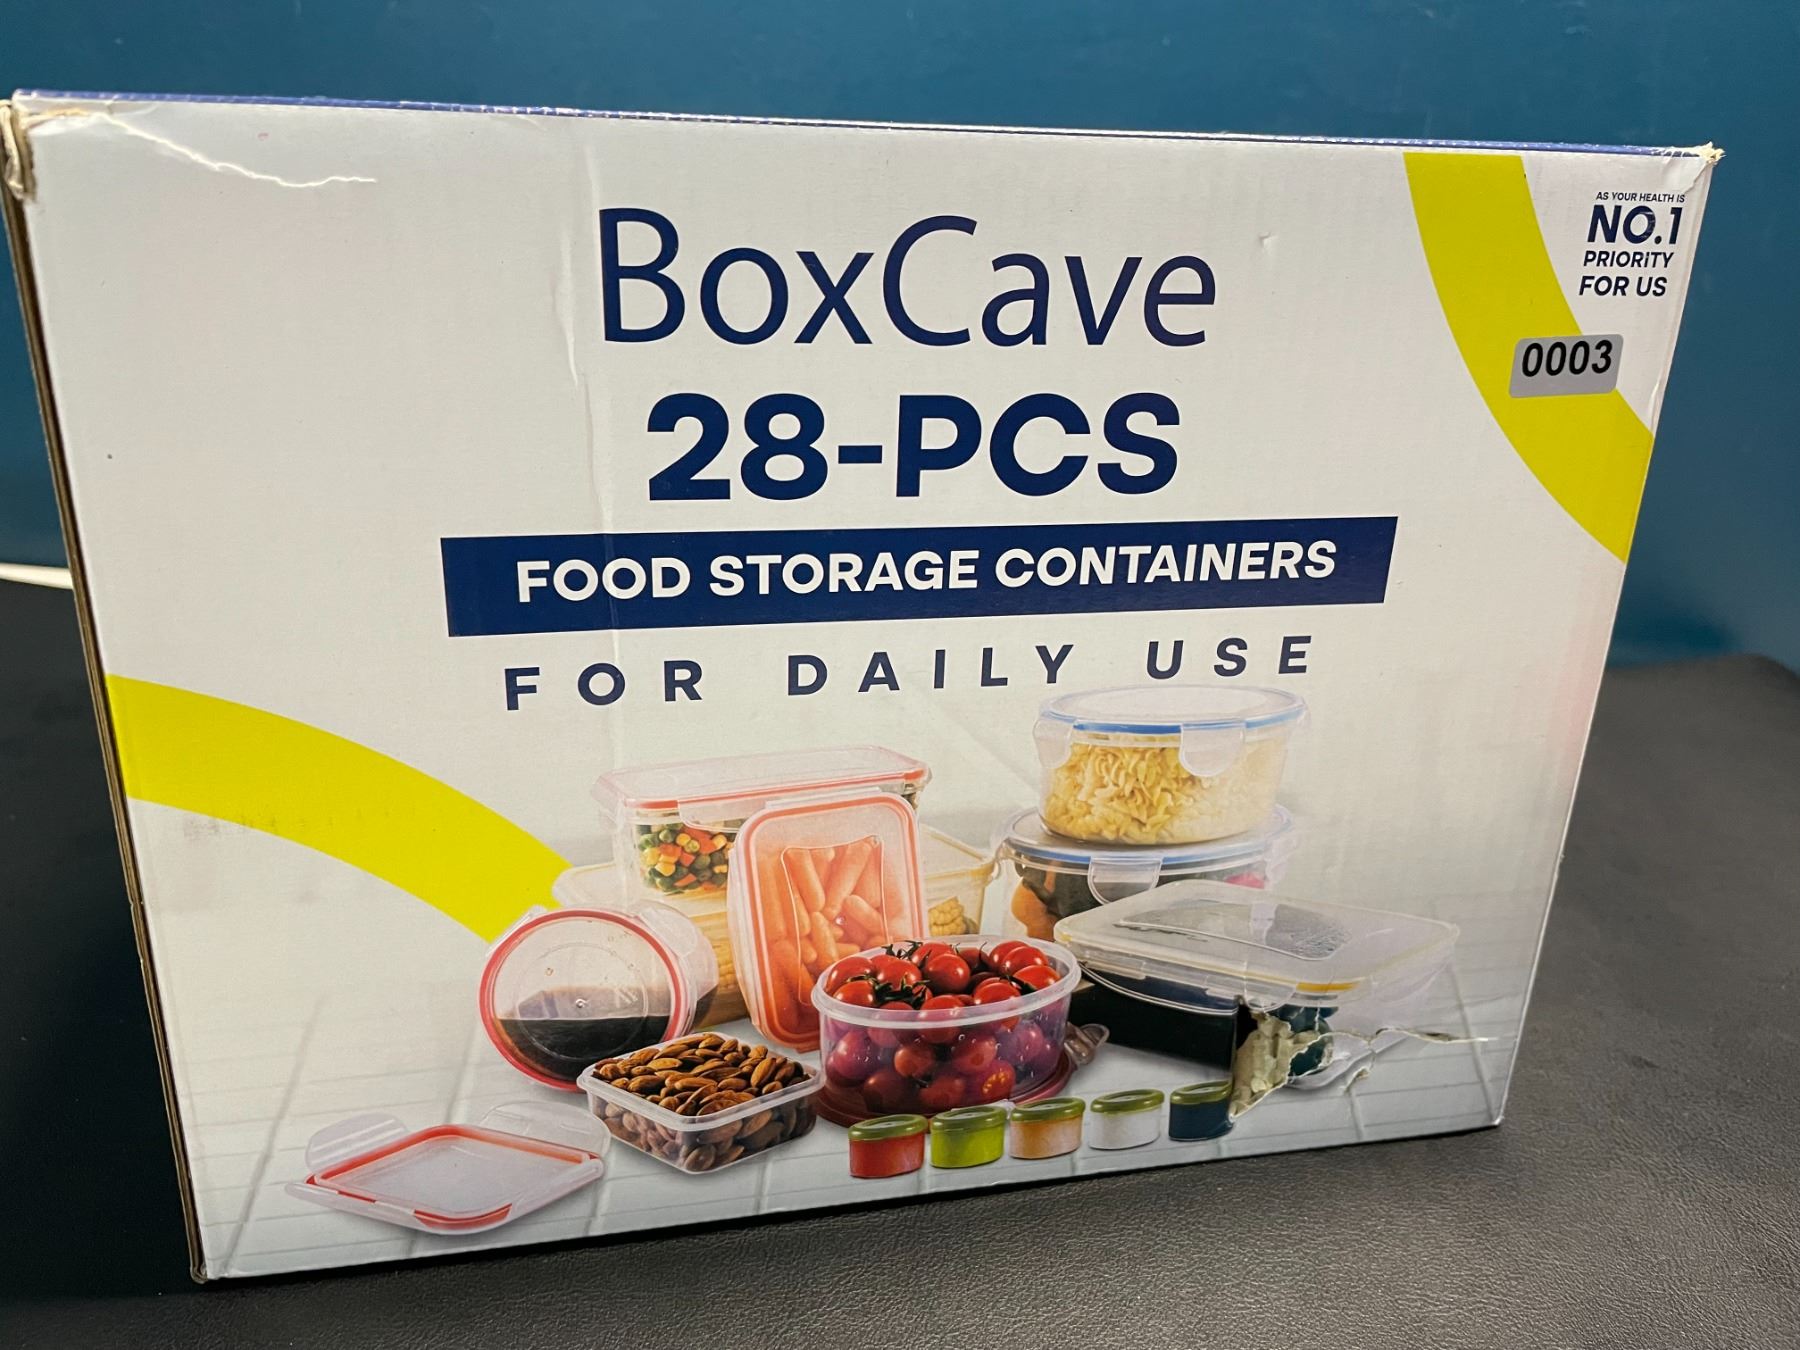 BoxCave
28-PCS
FOOD STORAGE CONTAINERS
FOR DAILY USE
AS YOUR HEALTH IS
NO.1
PRIORiTY
FOR US
0003